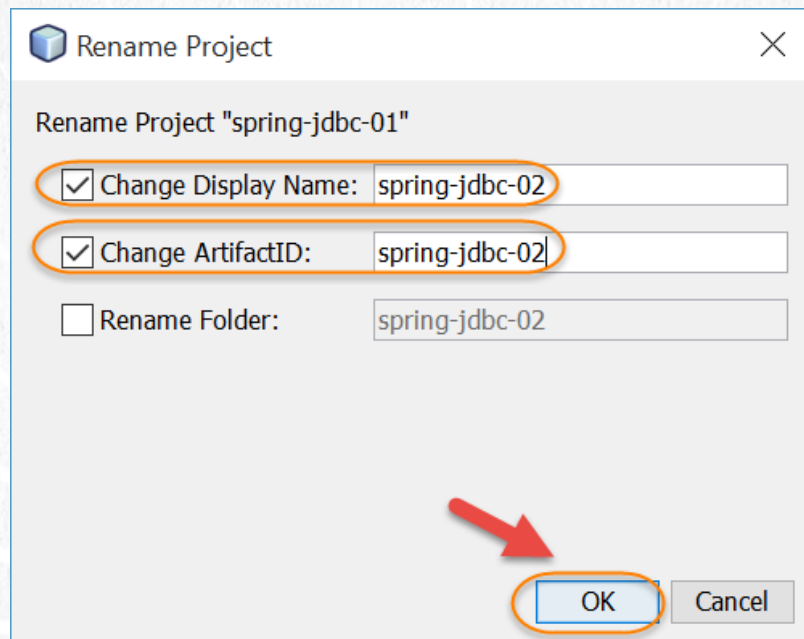 Rename Project
Rename Project "spring-jdbc-01"
Change Display Name: spring-jdbc-02
Change ArtifactID: spring-jdbc-02
Rename Folder: spring-jdbc-02
OK Cancel